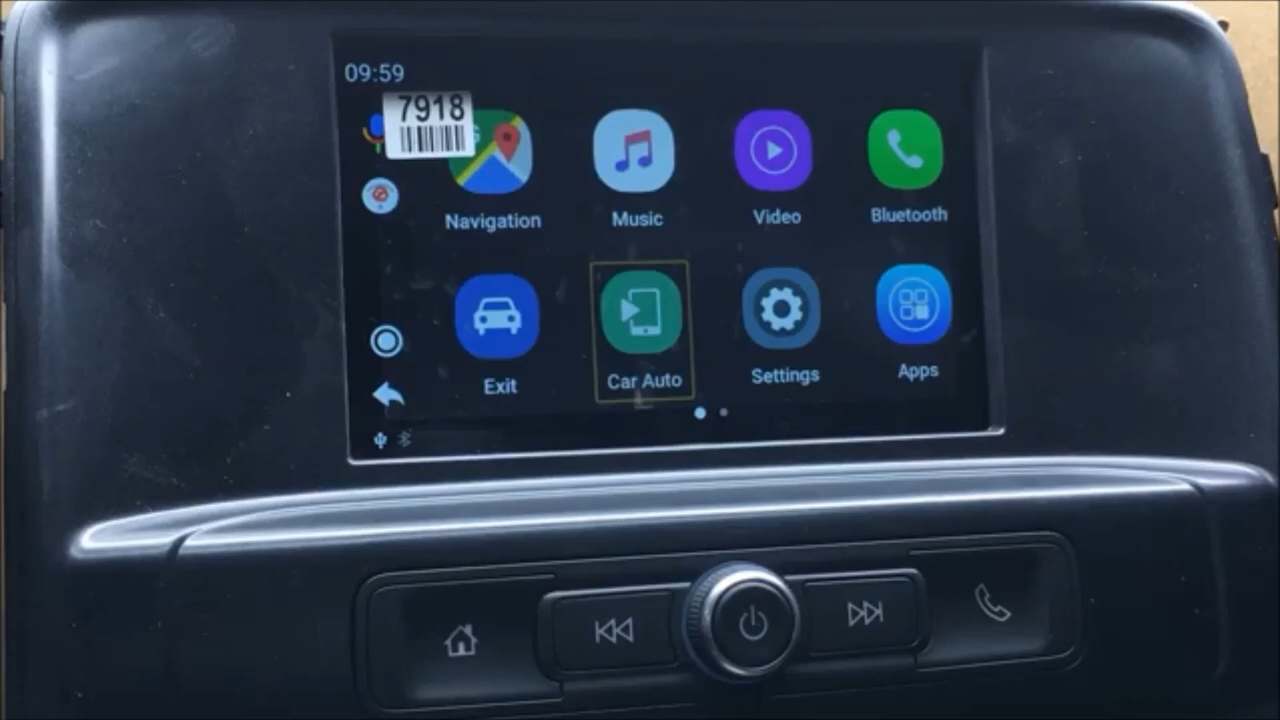 09:59
7918
Navigation
Music
Video
Bluetooth
Exit
Car Auto
Settings
Apps